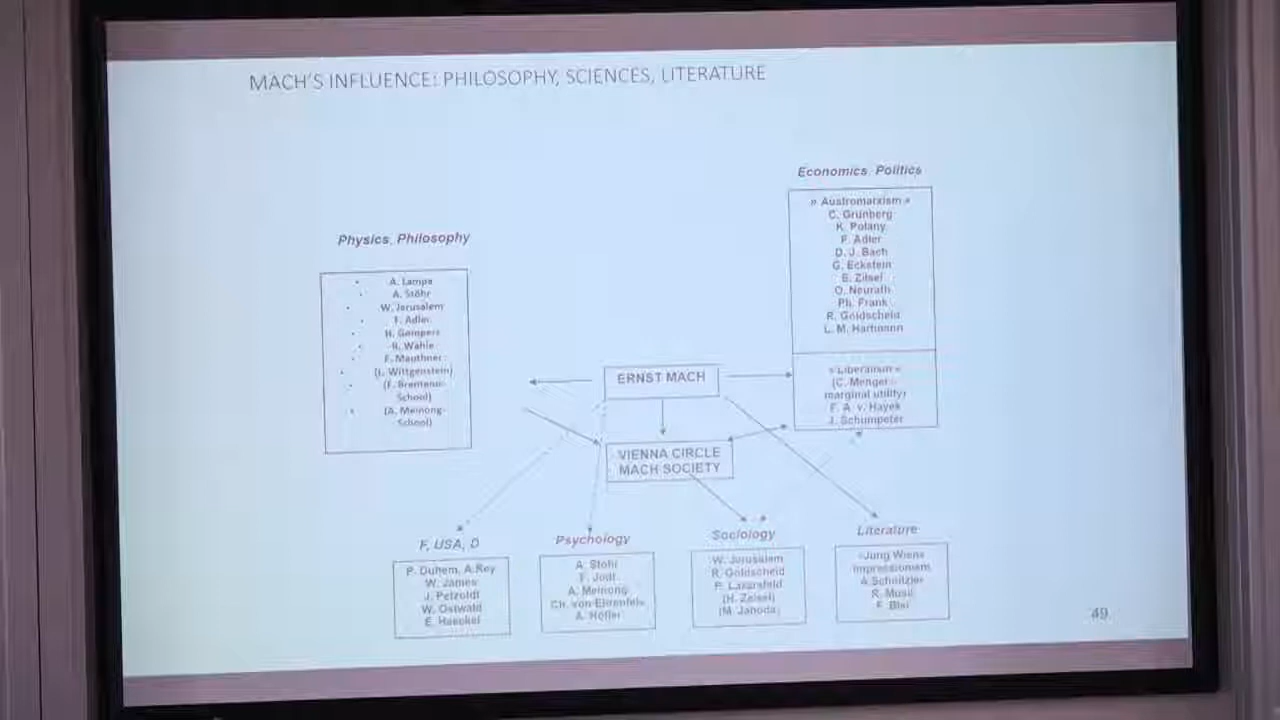 MACH'S INFLUENCE: PHILOSOPHY, SCIENCES, LITERATURE
Economics, Politics
» Austromarxism «
C. Grünberg
K. Polany
F. Adler
D. J. Bach
G. Eckstein
E. Zilsel
O. Neurath
Ph. Frank
R. Goldscheid
L. M. Hartmann
» Liberalism «
(C. Menger -
marginal utility)
F. A. v. Hayek
J. Schumpeter
Physics, Philosophy
A. Lampa
A. Stöhr
W. Jerusalem
F. Adler
H. Gomperz
R. Wahle
F. Mauthner
(L. Wittgenstein)
(F. Brentano-
School)
(A. Meinong-
School)
ERNST MACH
VIENNA CIRCLE
MACH SOCIETY
F, USA, D
P. Duhem, A.Rey
W. James
J. Petzoldt
W. Ostwald
E. Haeckel
Psychology
A. Stöhr
F. Jodl
A. Meinong
Ch. von Ehrenfels
A. Höfler
Sociology
W. Jerusalem
R. Goldscheid
P. Lazarsfeld
(H. Zeisel)
(M. Jahoda)
Literature
»Jung Wien«
Impressionism
A.Schnitzler
R. Musil
F. Blei
49